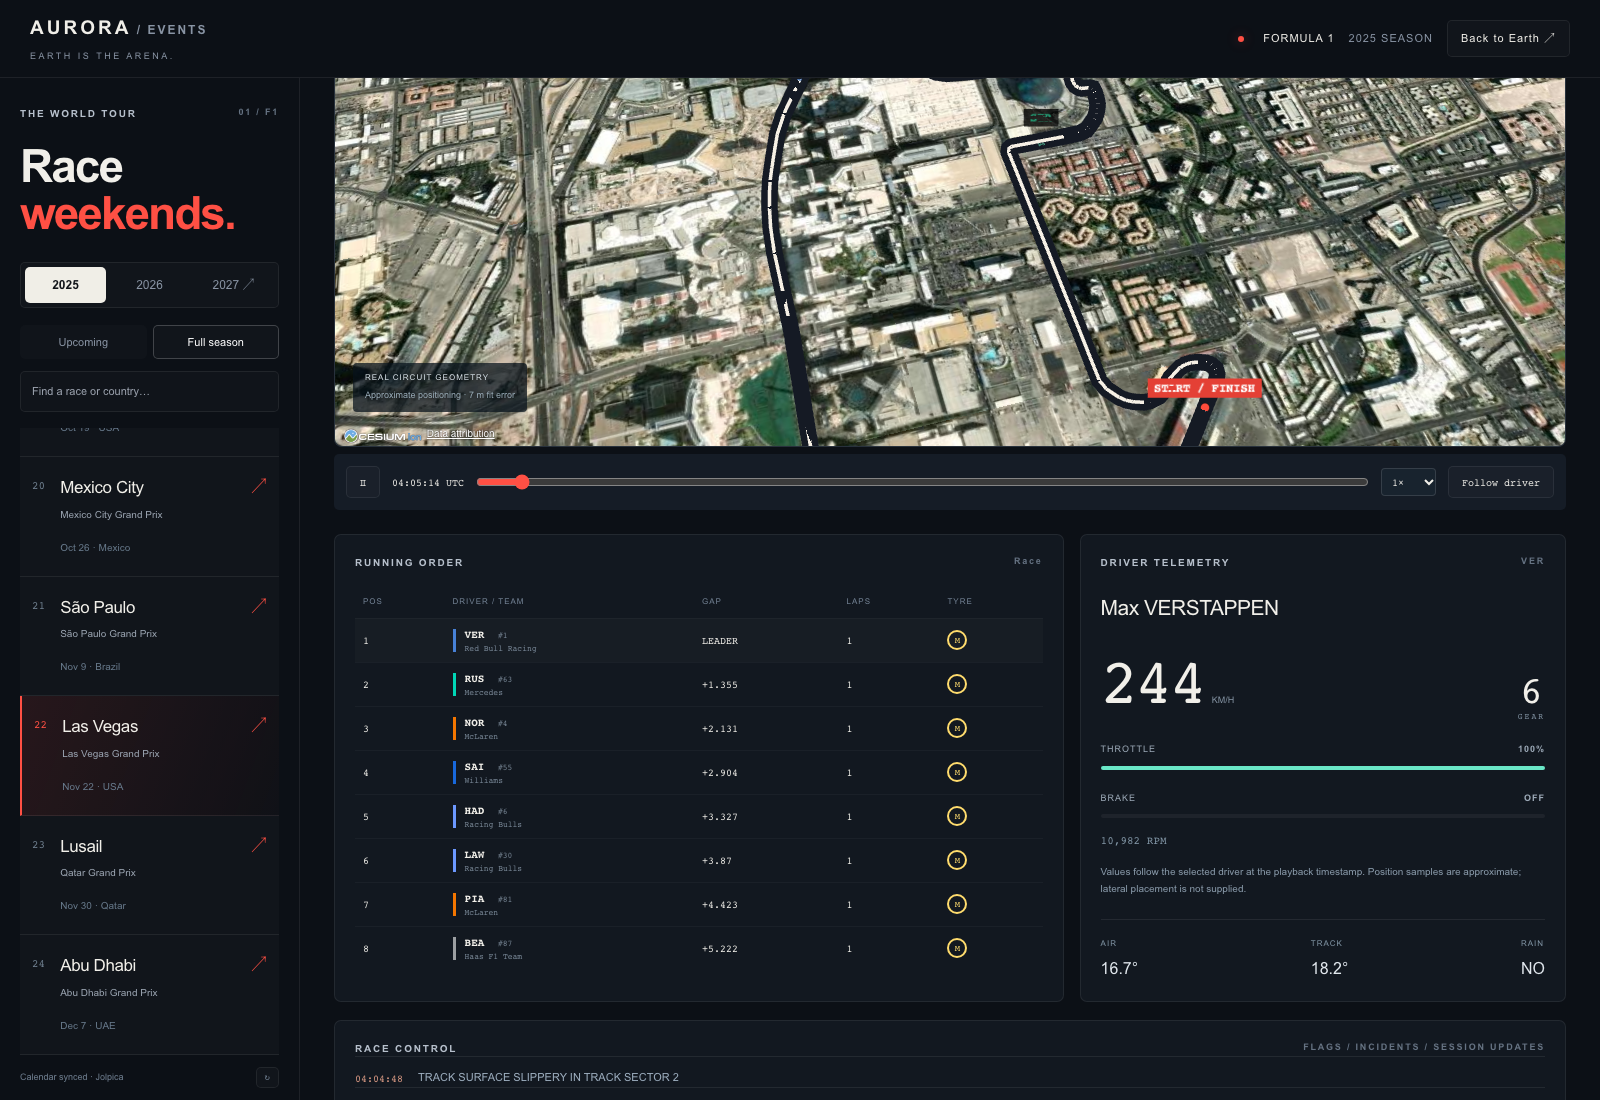 AURORA / EVENTS
EARTH IS THE ARENA.
FORMULA 1 2025 SEASON Back to Earth ↗
THE WORLD TOUR 01 / F1
Race
weekends.
2025 2026 2027 ↗
Upcoming Full season
Find a race or country...
Oct 19 · USA
20 Mexico City ↗
Mexico City Grand Prix
Oct 26 · Mexico
21 São Paulo ↗
São Paulo Grand Prix
Nov 9 · Brazil
22 Las Vegas ↗
Las Vegas Grand Prix
Nov 22 · USA
23 Lusail ↗
Qatar Grand Prix
Nov 30 · Qatar
24 Abu Dhabi ↗
Abu Dhabi Grand Prix
Dec 7 · UAE
Calendar synced · Jolpica
START / FINISH
REAL CIRCUIT GEOMETRY
Approximate positioning · 7 m fit error
CESIUM ion Data attribution
04:05:14 UTC 1× Follow driver
RUNNING ORDER Race
POS DRIVER / TEAM GAP LAPS TYRE
1 VER #1 LEADER 1 M
Red Bull Racing
2 RUS #63 +1.355 1 M
Mercedes
3 NOR #4 +2.131 1 M
McLaren
4 SAI #55 +2.904 1 M
Williams
5 HAD #6 +3.327 1 M
Racing Bulls
6 LAW #30 +3.87 1 M
Racing Bulls
7 PIA #81 +4.423 1 M
McLaren
8 BEA #87 +5.222 1 M
Haas F1 Team
DRIVER TELEMETRY VER
Max VERSTAPPEN
244 KM/H 6
GEAR
THROTTLE 100%
BRAKE OFF
10,982 RPM
Values follow the selected driver at the playback timestamp. Position samples are approximate;
lateral placement is not supplied.
AIR TRACK RAIN
16.7° 18.2° NO
RACE CONTROL FLAGS / INCIDENTS / SESSION UPDATES
04:04:48 TRACK SURFACE SLIPPERY IN TRACK SECTOR 2